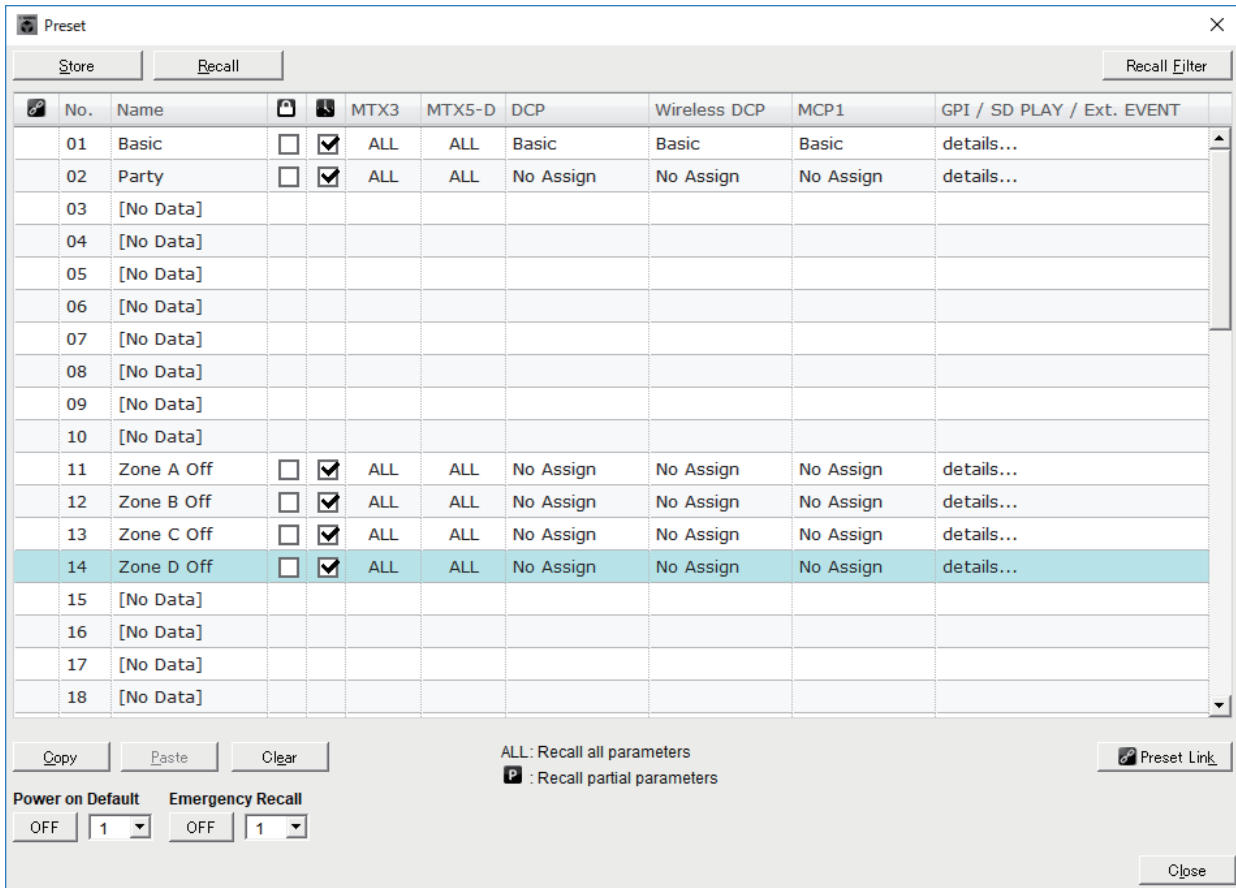 Preset
Store Recall Recall Filter
No. Name MTX3 MTX5-D DCP Wireless DCP MCP1 GPI / SD PLAY / Ext. EVENT
01 Basic ALL ALL Basic Basic Basic details...
02 Party ALL ALL No Assign No Assign No Assign details...
03 [No Data]
04 [No Data]
05 [No Data]
06 [No Data]
07 [No Data]
08 [No Data]
09 [No Data]
10 [No Data]
11 Zone A Off ALL ALL No Assign No Assign No Assign details...
12 Zone B Off ALL ALL No Assign No Assign No Assign details...
13 Zone C Off ALL ALL No Assign No Assign No Assign details...
14 Zone D Off ALL ALL No Assign No Assign No Assign details...
15 [No Data]
16 [No Data]
17 [No Data]
18 [No Data]
Copy Paste Clear ALL: Recall all parameters Preset Link
P : Recall partial parameters
Power on Default Emergency Recall
OFF 1 OFF 1
Close